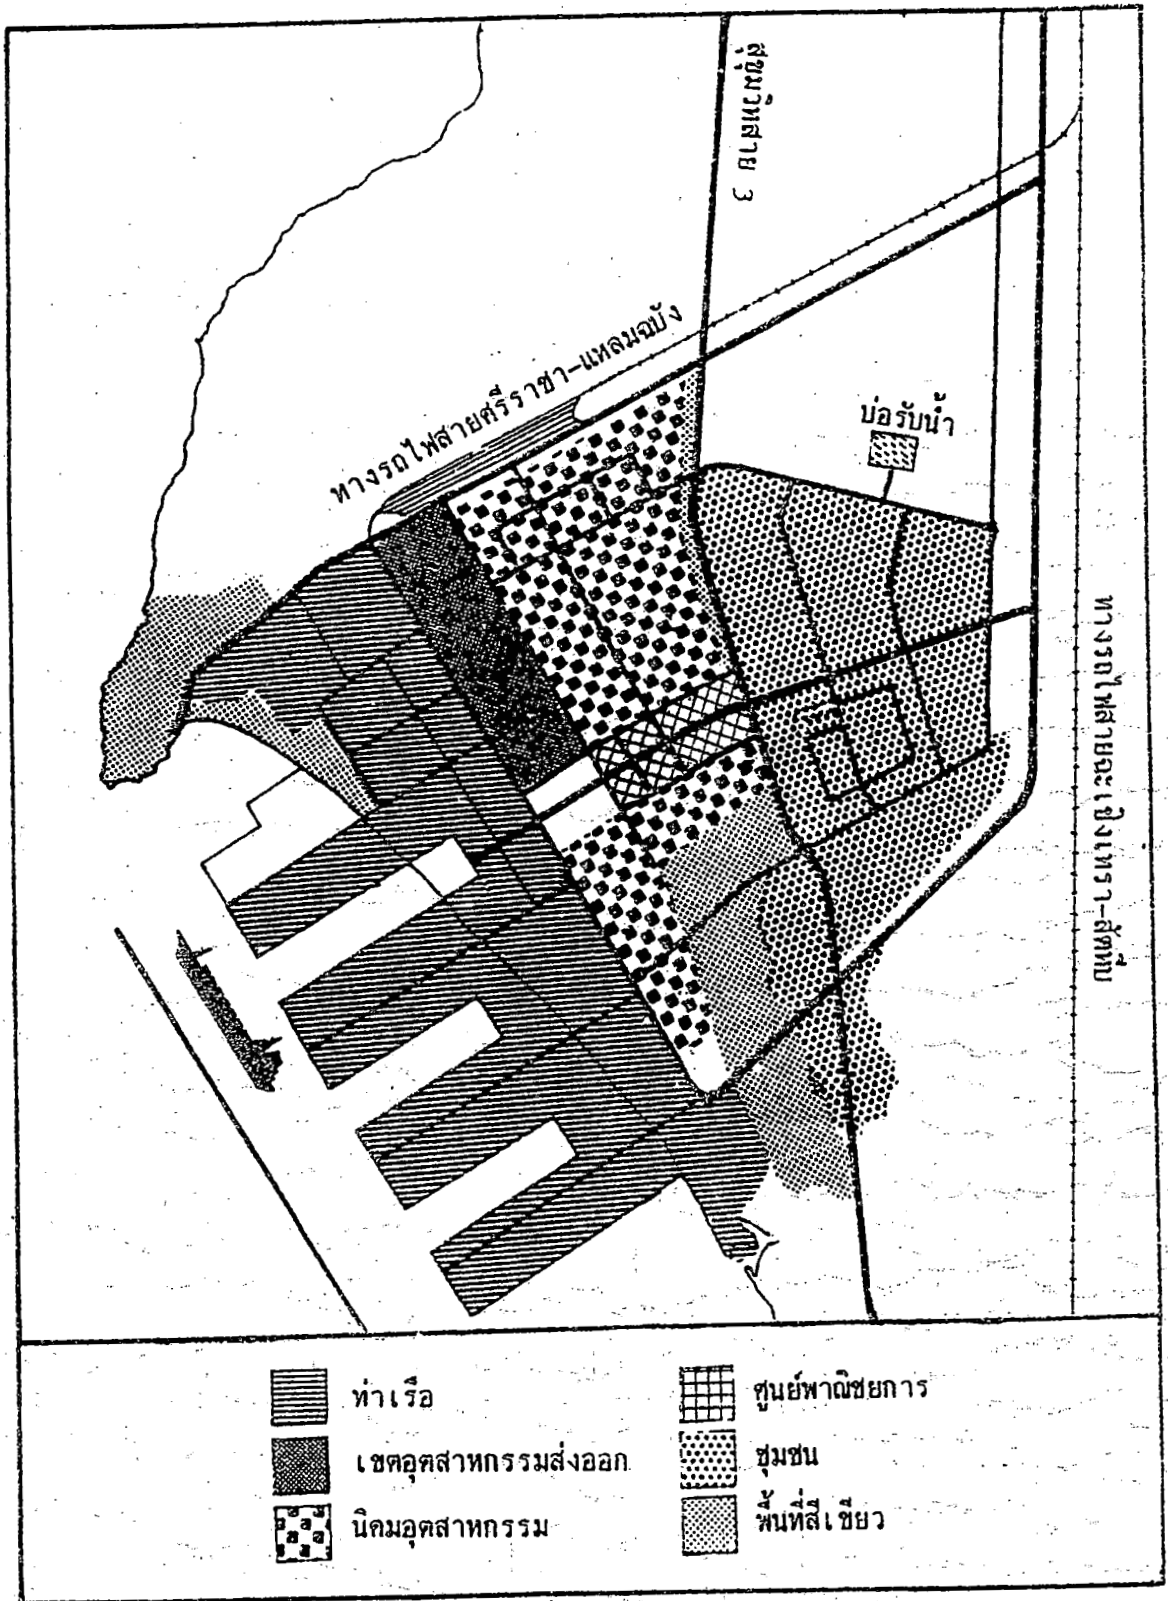 สุขุมวิทสาย 3
ทางรถไฟสายศรีราชา-แหลมฉบัง
บ่อรับน้ำ
ทางรถไฟสายฉะเชิงเทรา-สัตหีบ
ท่าเรือ
เขตอุตสาหกรรมส่งออก
นิคมอุตสาหกรรม
ศูนย์พาณิชยการ
ชุมชน
พื้นที่สีเขียว